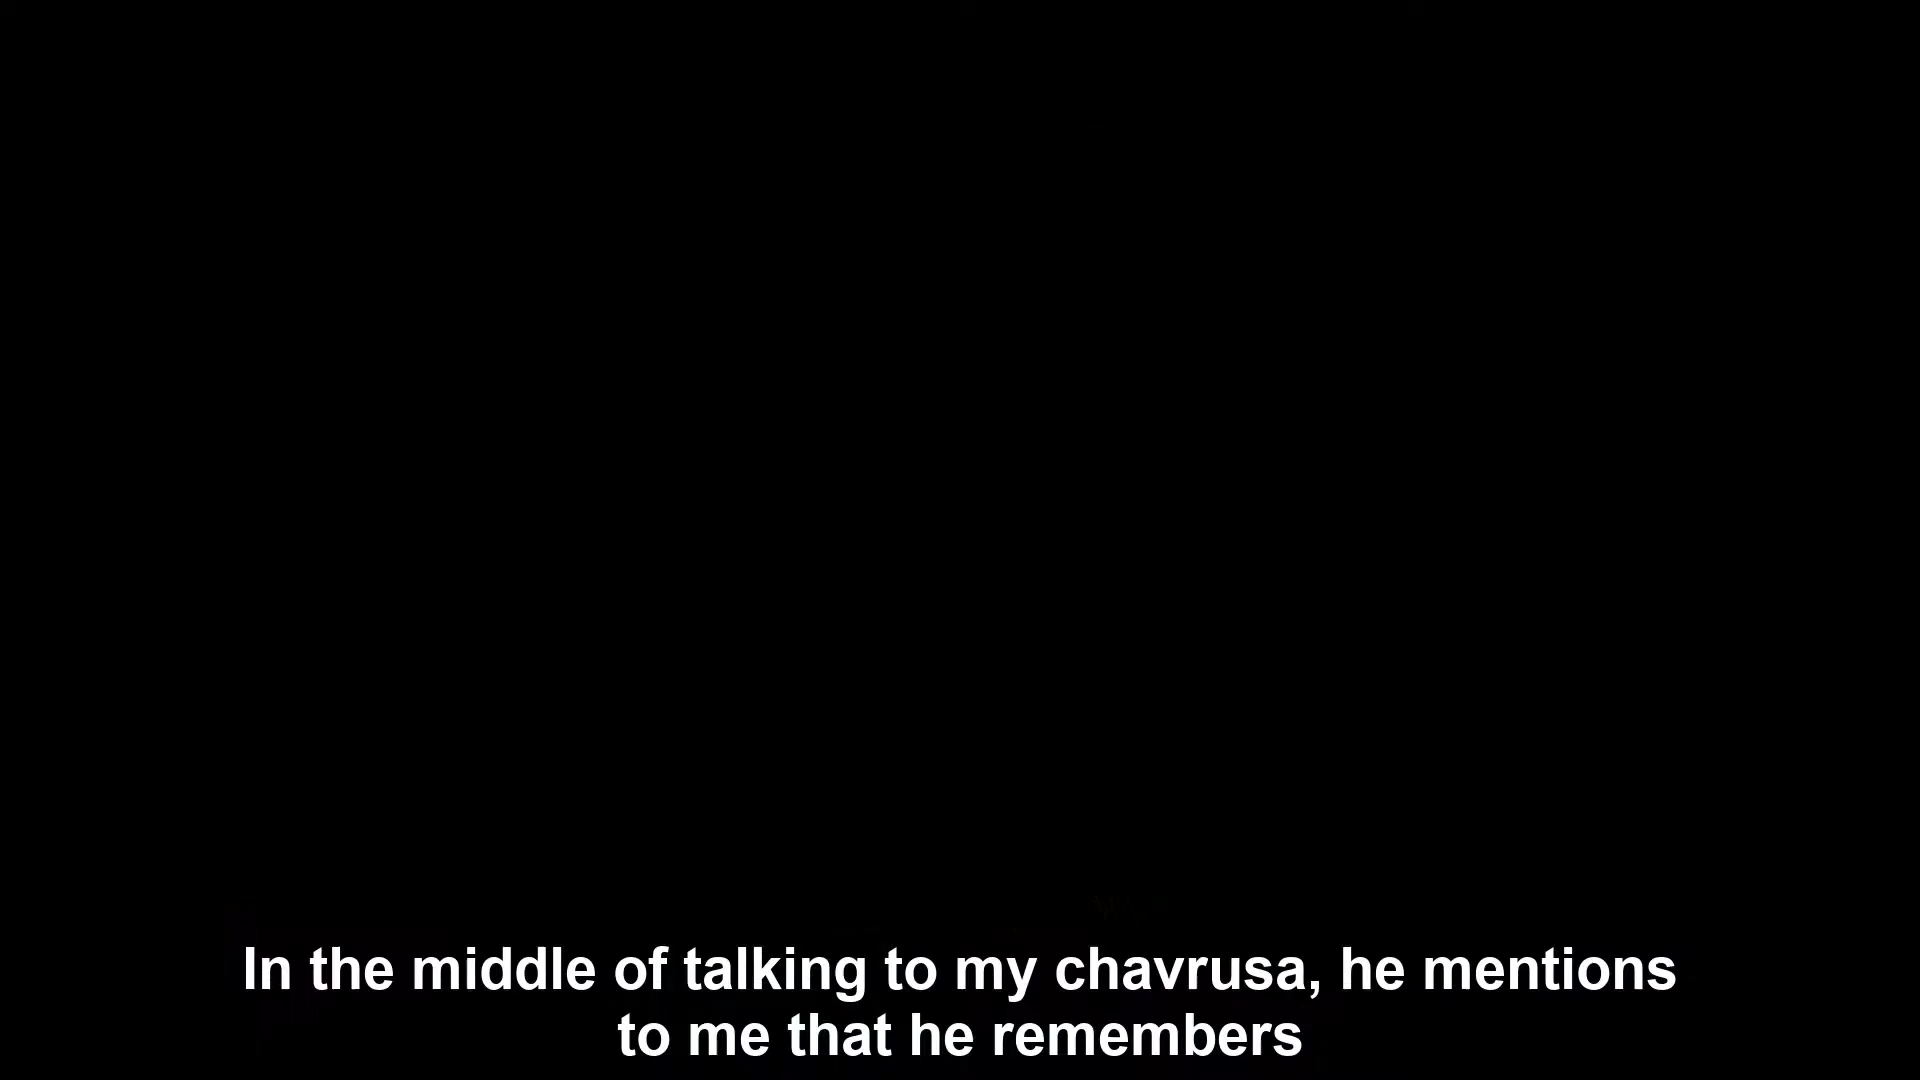 In the middle of talking to my chavrusa, he mentions
to me that he remembers